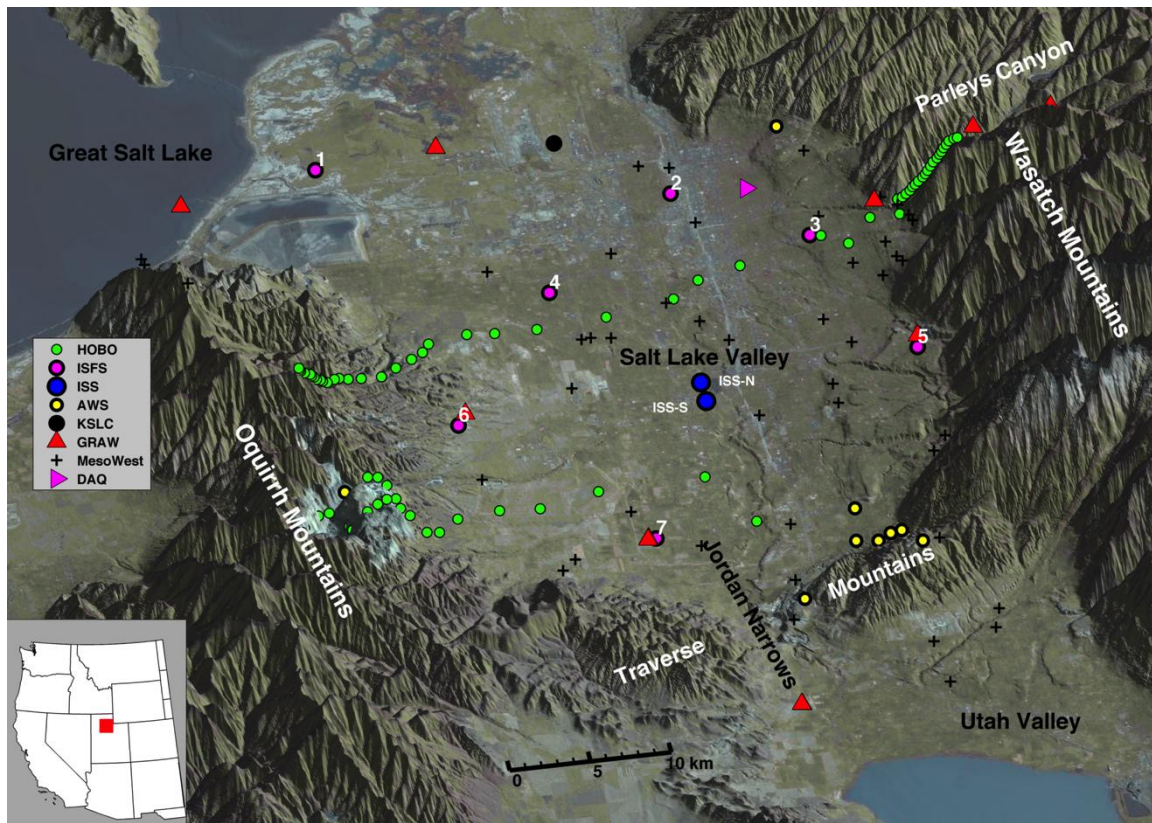 Parleys Canyon
Great Salt Lake
Wasatch Mountains
1
2
3
4
5
Salt Lake Valley
ISS-N
ISS-S
6
HOBO
ISFS
ISS
AWS
KSLC
GRAW
MesoWest
DAQ
Oquirrh Mountains
7
Jordan Narrows
Mountains
Traverse
Utah Valley
0 5 10 km